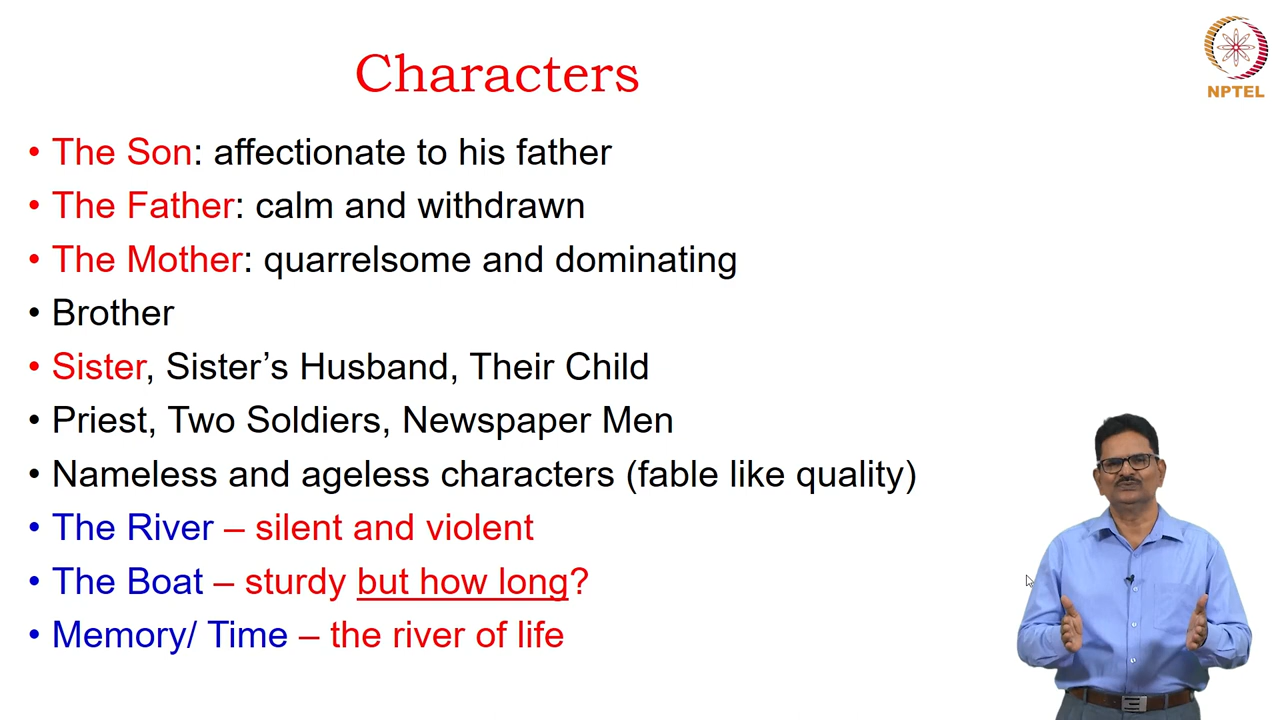 Characters
NPTEL
• The Son: affectionate to his father
• The Father: calm and withdrawn
• The Mother: quarrelsome and dominating
• Brother
• Sister, Sister’s Husband, Their Child
• Priest, Two Soldiers, Newspaper Men
• Nameless and ageless characters (fable like quality)
• The River – silent and violent
• The Boat – sturdy but how long?
• Memory/ Time – the river of life